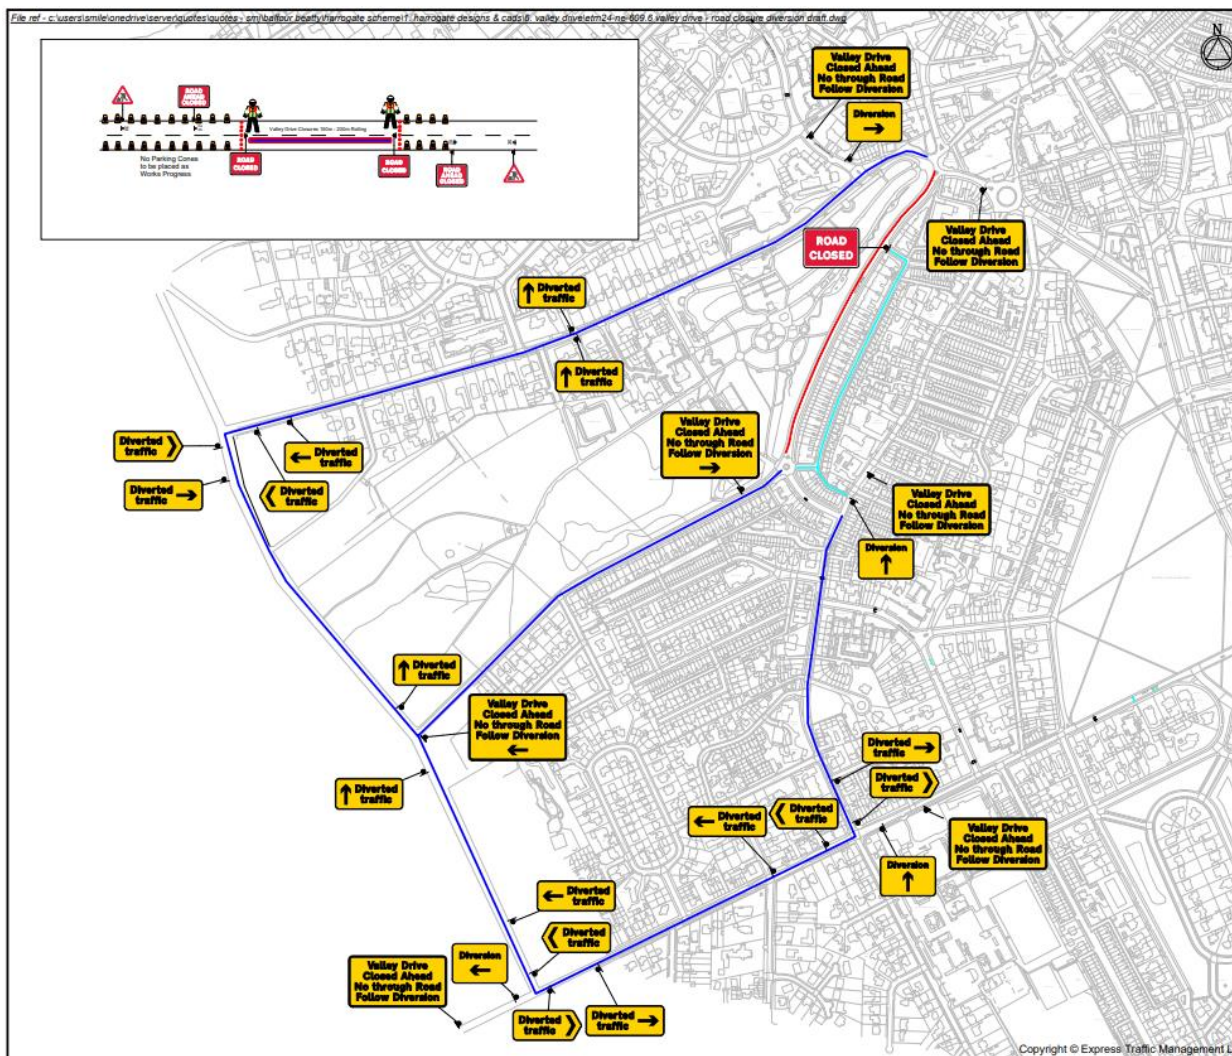 File ref - c:\users\smile\onedrive\server\quotes\quotes - smj\balfour beatty\harrogate scheme\1. harrogate designs & cads\6. valley drive\etm24-ne-609.6 valley drive - road closure diversion draft.dwg
N
ROAD
AHEAD
CLOSED
Valley Drive Closures 150m - 200m Rolling
No Parking Cones
to be placed as
Works Progress
ROAD
CLOSED
ROAD
CLOSED
ROAD
AHEAD
CLOSED
Valley Drive
Closed Ahead
No through Road
Follow Diversion
Diversion
Valley Drive
Closed Ahead
No through Road
Follow Diversion
ROAD
CLOSED
Diverted
traffic
Diverted
traffic
Diverted
traffic
Diverted
traffic
Diverted
traffic
Diverted
traffic
Valley Drive
Closed Ahead
No through Road
Follow Diversion
Valley Drive
Closed Ahead
No through Road
Follow Diversion
Diversion
Diverted
traffic
Valley Drive
Closed Ahead
No through Road
Follow Diversion
Diverted
traffic
Diverted
traffic
Diverted
traffic
Diverted
traffic
Diverted
traffic
Valley Drive
Closed Ahead
No through Road
Follow Diversion
Diversion
Diverted
traffic
Diverted
traffic
Diversion
Valley Drive
Closed Ahead
No through Road
Follow Diversion
Diverted
traffic
Diverted
traffic
Copyright © Express Traffic Management